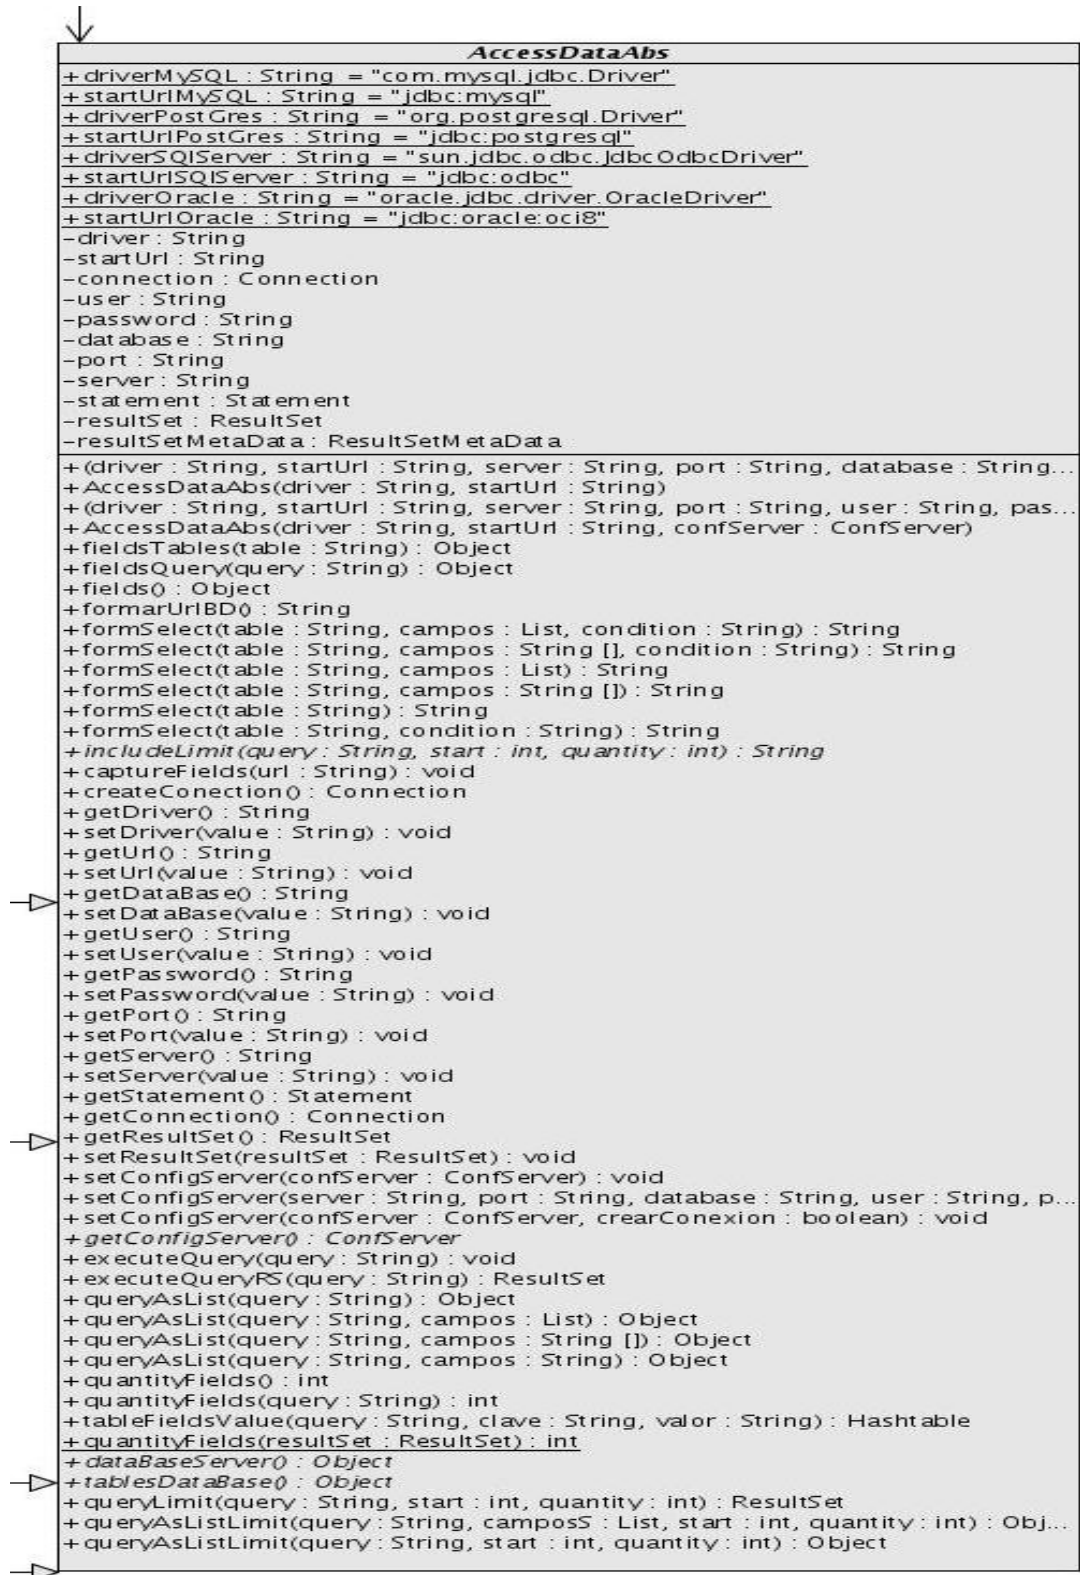 AccessDataAbs
+driverMySQL : String = "com.mysql.jdbc.Driver"
+startUrlMySQL : String = "jdbc:mysql"
+driverPostGres : String = "org.postgresql.Driver"
+startUrlPostGres : String = "jdbc:postgresql"
+driverSQlServer : String = "sun.jdbc.odbc.JdbcOdbcDriver"
+startUrlSQlServer : String = "jdbc:odbc"
+driverOracle : String = "oracle.jdbc.driver.OracleDriver"
+startUrlOracle : String = "jdbc:oracle:oci8"
-driver : String
-startUrl : String
-connection : Connection
-user : String
-password : String
-database : String
-port : String
-server : String
-statement : Statement
-resultSet : ResultSet
-resultSetMetaData : ResultSetMetaData
+(driver : String, startUrl : String, server : String, port : String, database : String...
+AccessDataAbs(driver : String, startUrl : String)
+(driver : String, startUrl : String, server : String, port : String, user : String, pas...
+AccessDataAbs(driver : String, startUrl : String, confServer : ConfServer)
+fieldsTables(table : String) : Object
+fieldsQuery(query : String) : Object
+fields() : Object
+formarUrlBD() : String
+formSelect(table : String, campos : List, condition : String) : String
+formSelect(table : String, campos : String [], condition : String) : String
+formSelect(table : String, campos : List) : String
+formSelect(table : String, campos : String []) : String
+formSelect(table : String) : String
+formSelect(table : String, condition : String) : String
+includeLimit(query : String, start : int, quantity : int) : String
+captureFields(url : String) : void
+createConection() : Connection
+getDriver() : String
+setDriver(value : String) : void
+getUrl() : String
+setUrl(value : String) : void
+getDataBase() : String
+setDataBase(value : String) : void
+getUser() : String
+setUser(value : String) : void
+getPassword() : String
+setPassword(value : String) : void
+getPort() : String
+setPort(value : String) : void
+getServer() : String
+setServer(value : String) : void
+getStatement() : Statement
+getConnection() : Connection
+getResultSet() : ResultSet
+setResultSet(resultSet : ResultSet) : void
+setConfigServer(confServer : ConfServer) : void
+setConfigServer(server : String, port : String, database : String, user : String, p...
+setConfigServer(confServer : ConfServer, crearConexion : boolean) : void
+getConfigServer() : ConfServer
+executeQuery(query : String) : void
+executeQueryRS(query : String) : ResultSet
+queryAsList(query : String) : Object
+queryAsList(query : String, campos : List) : Object
+queryAsList(query : String, campos : String []) : Object
+queryAsList(query : String, campos : String) : Object
+quantityFields() : int
+quantityFields(query : String) : int
+tableFieldsValue(query : String, clave : String, valor : String) : Hashtable
+quantityFields(resultSet : ResultSet) : int
+dataBaseServer() : Object
+tablesDataBase() : Object
+queryLimit(query : String, start : int, quantity : int) : ResultSet
+queryAsListLimit(query : String, camposS : List, start : int, quantity : int) : Obj...
+queryAsListLimit(query : String, start : int, quantity : int) : Object